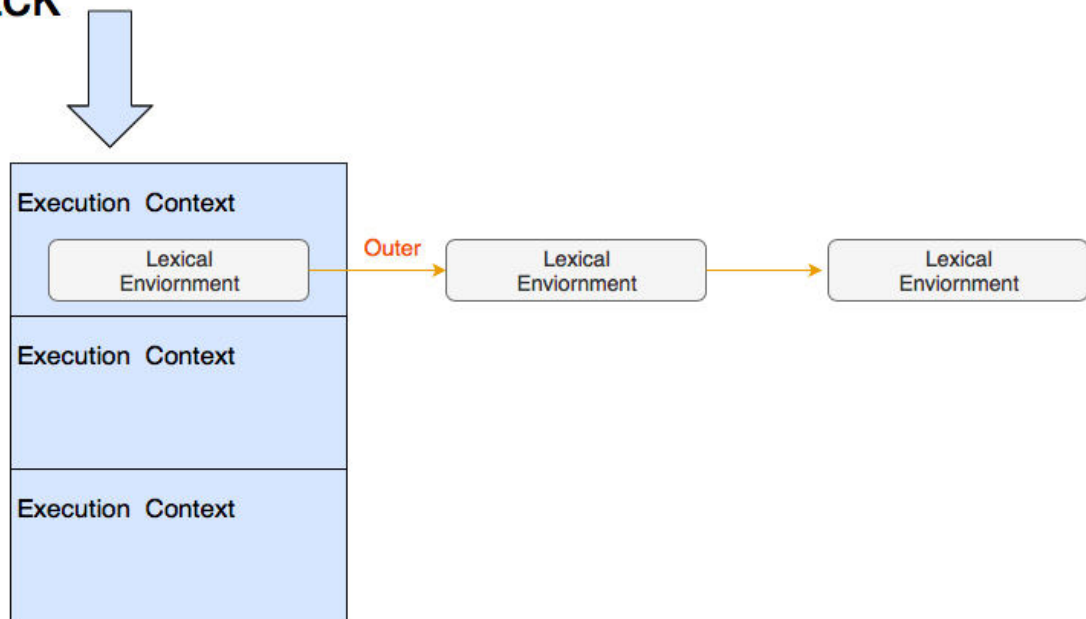 Execution Context
Lexical
Enviornment
Outer
Lexical
Enviornment
Lexical
Enviornment
Execution Context
Execution Context